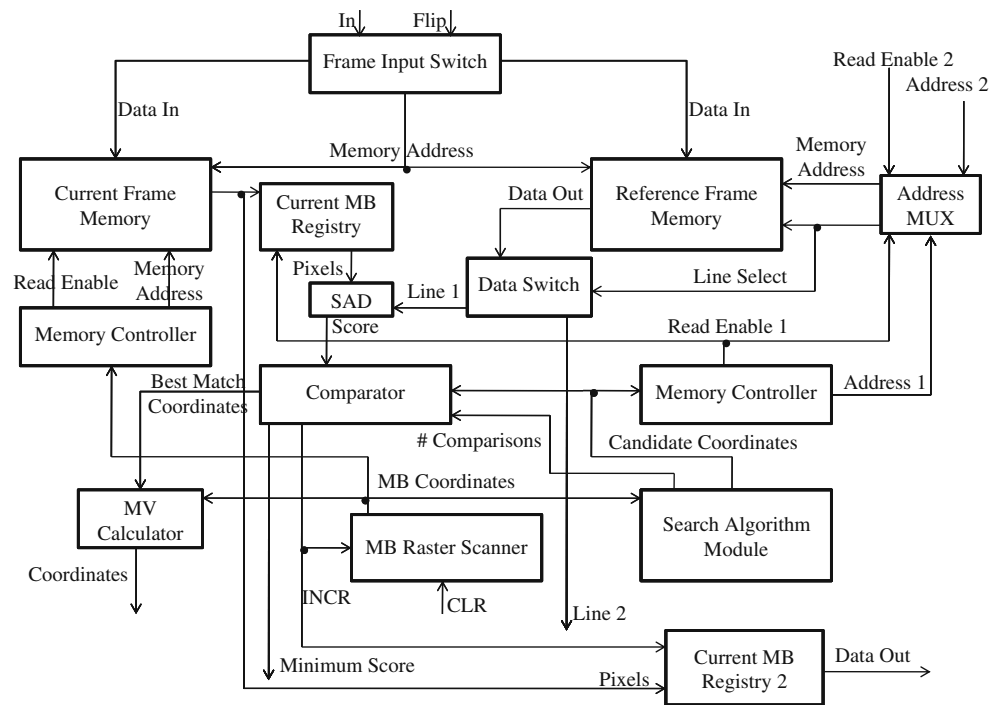 In
Flip
Frame Input Switch
Read Enable 2
Address 2
Data In
Data In
Memory Address
Memory
Address
Current Frame
Memory
Current MB
Registry
Data Out
Reference Frame
Memory
Address
MUX
Read Enable
Memory
Address
Pixels
SAD
Line 1
Data Switch
Line Select
Memory Controller
Score
Read Enable 1
Best Match
Coordinates
Comparator
Memory Controller
Address 1
# Comparisons
Candidate Coordinates
MB Coordinates
MV
Calculator
Search Algorithm
Module
MB Raster Scanner
Coordinates
INCR
CLR
Line 2
Minimum Score
Pixels
Current MB
Registry 2
Data Out